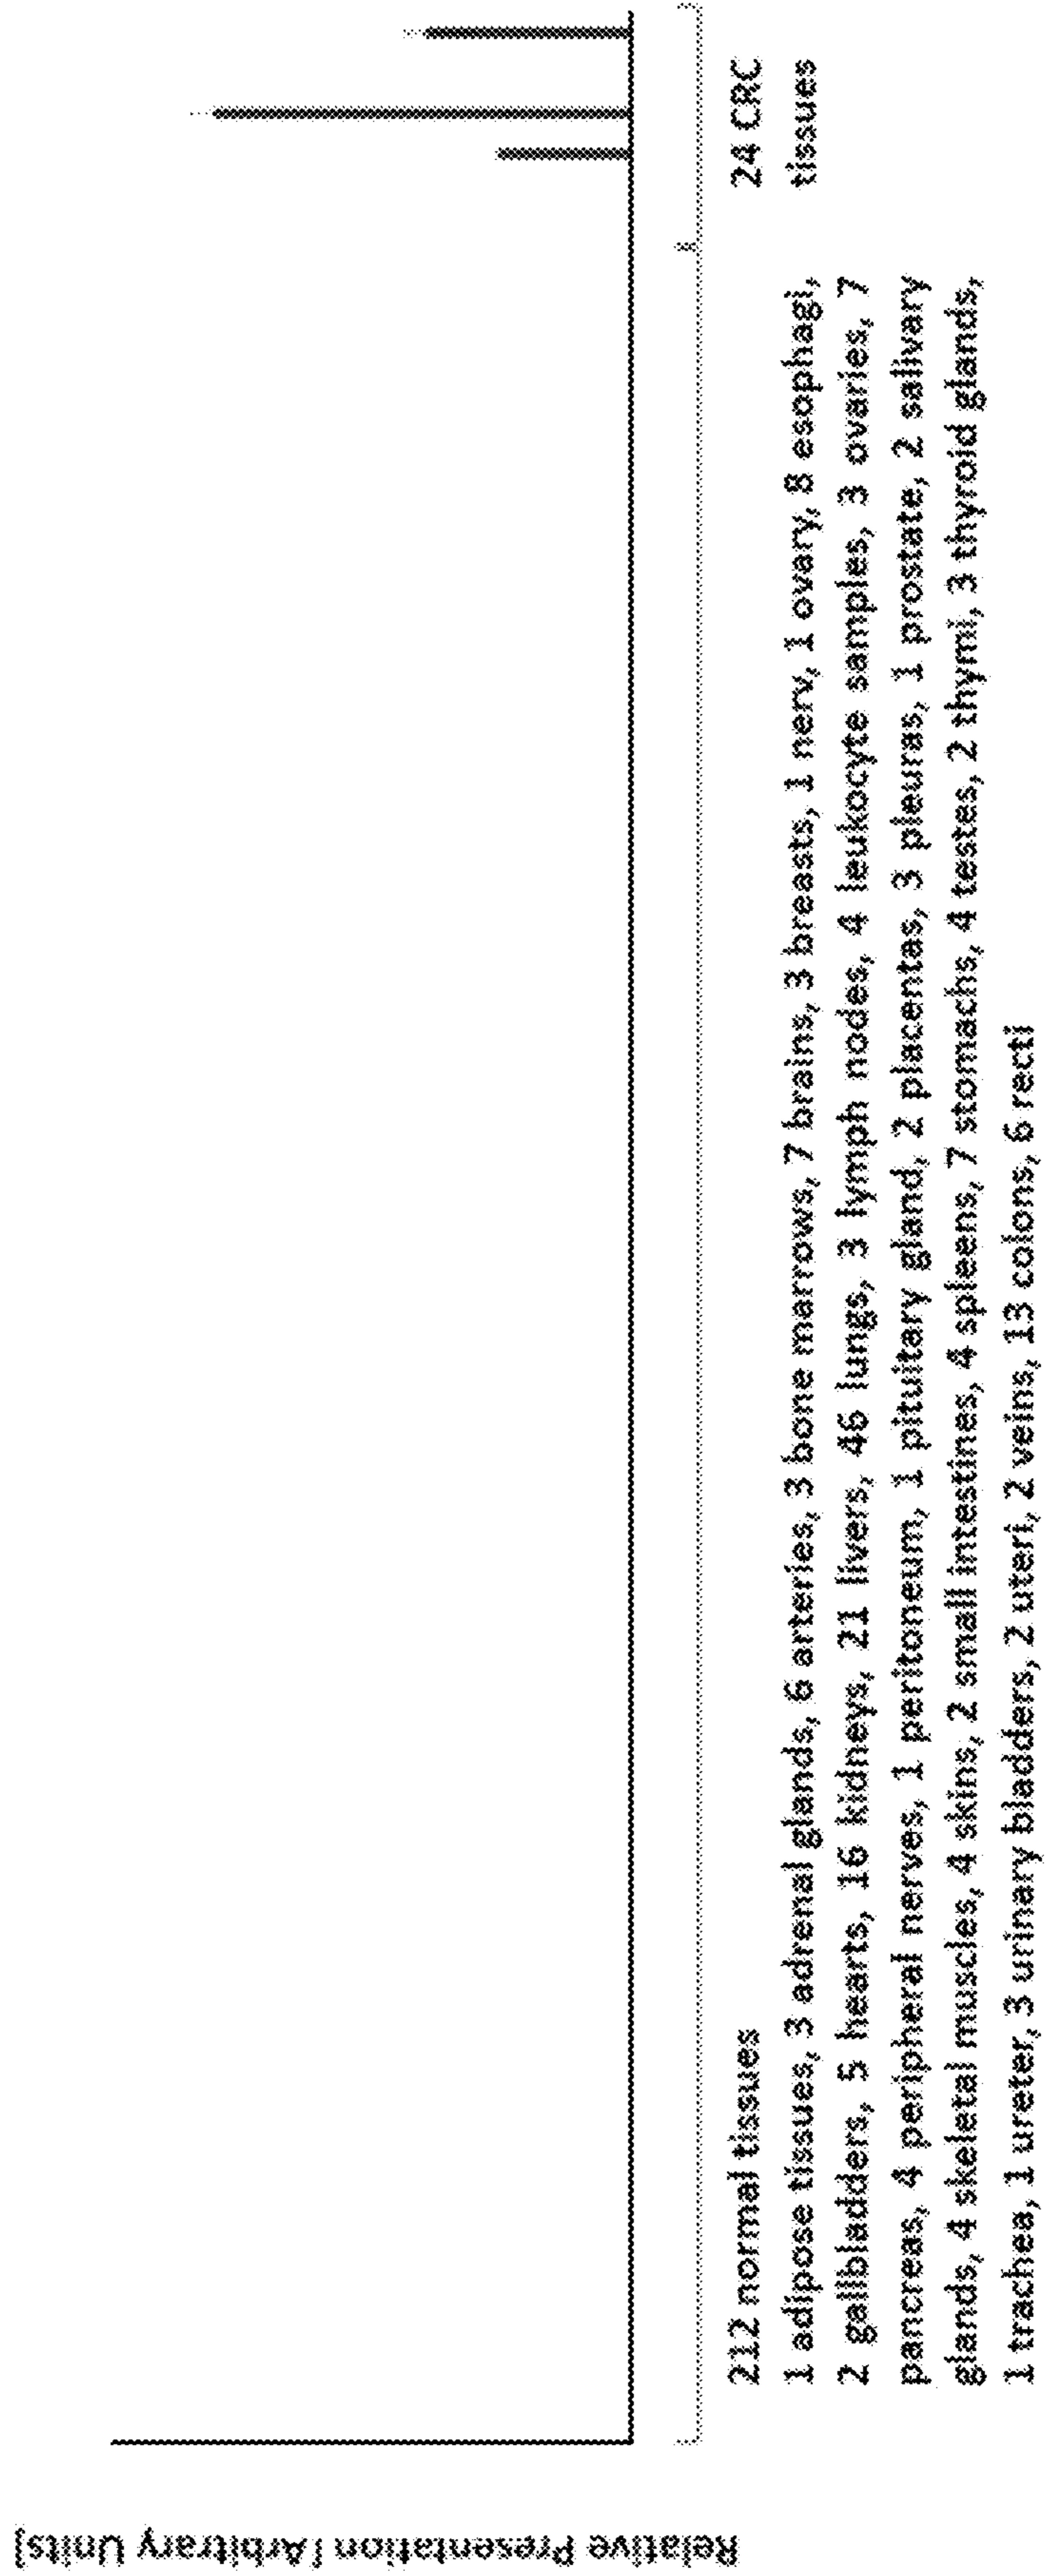 Relative Presentation [Arbitrary Units]
212 normal tissues
1 adipose tissues, 3 adrenal glands, 6 arteries, 3 bone marrows, 7 brains, 3 breasts, 1 nerv, 1 ovary, 8 esophagi,
2 gallbladders, 5 hearts, 16 kidneys, 21 livers, 46 lungs, 3 lymph nodes, 4 leukocyte samples, 3 ovaries, 7
pancreas, 4 peripheral nerves, 1 peritoneum, 1 pituitary gland, 2 placentas, 3 pleuras, 1 prostate, 2 salivary
glands, 4 skeletal muscles, 4 skins, 2 small intestines, 4 spleens, 7 stomachs, 4 testes, 2 thymi, 3 thyroid glands,
1 trachea, 1 ureter, 3 urinary bladders, 2 uteri, 2 veins, 13 colons, 6 recti
24 CRC
tissues